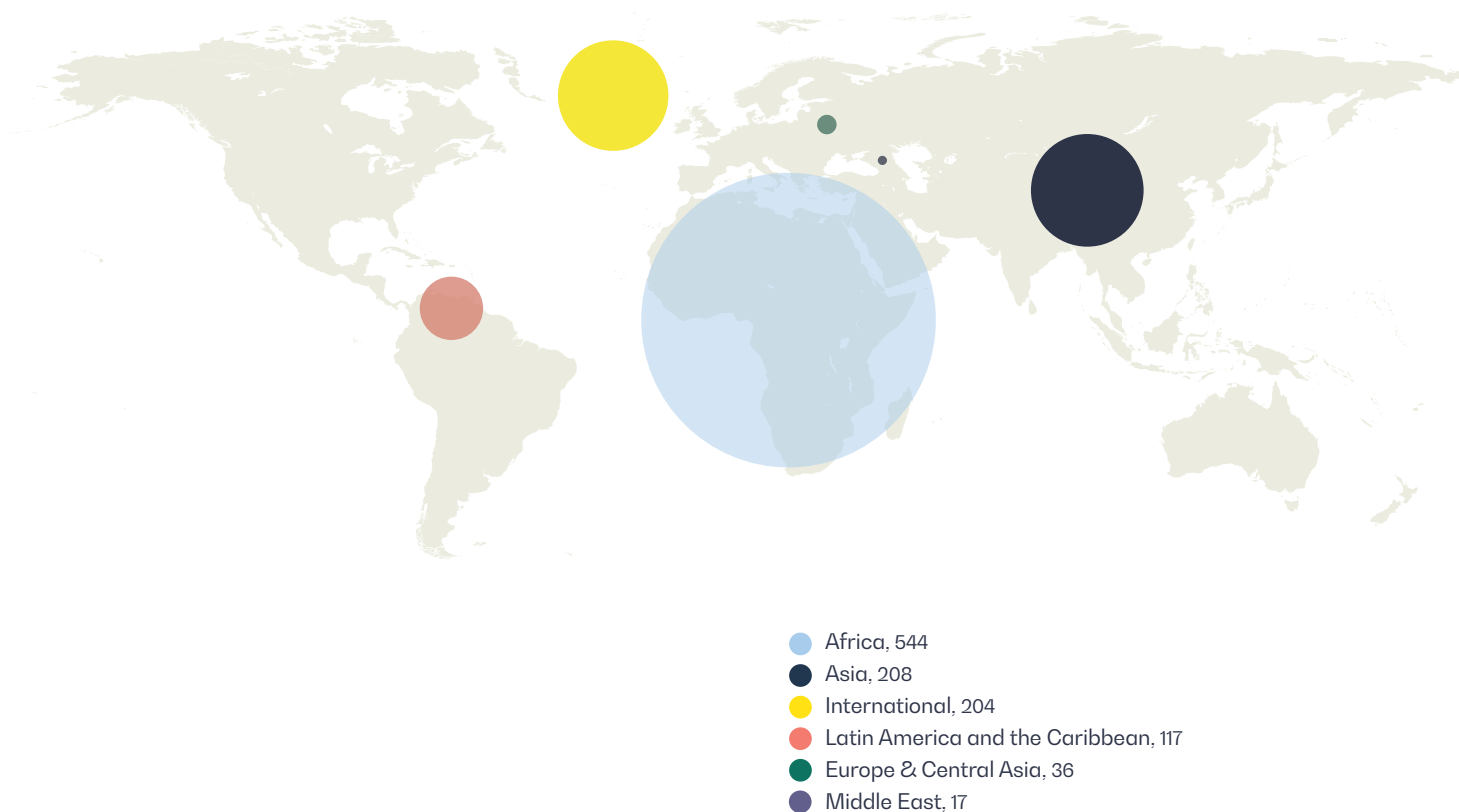 Africa, 544
Asia, 208
International, 204
Latin America and the Caribbean, 117
Europe & Central Asia, 36
Middle East, 17